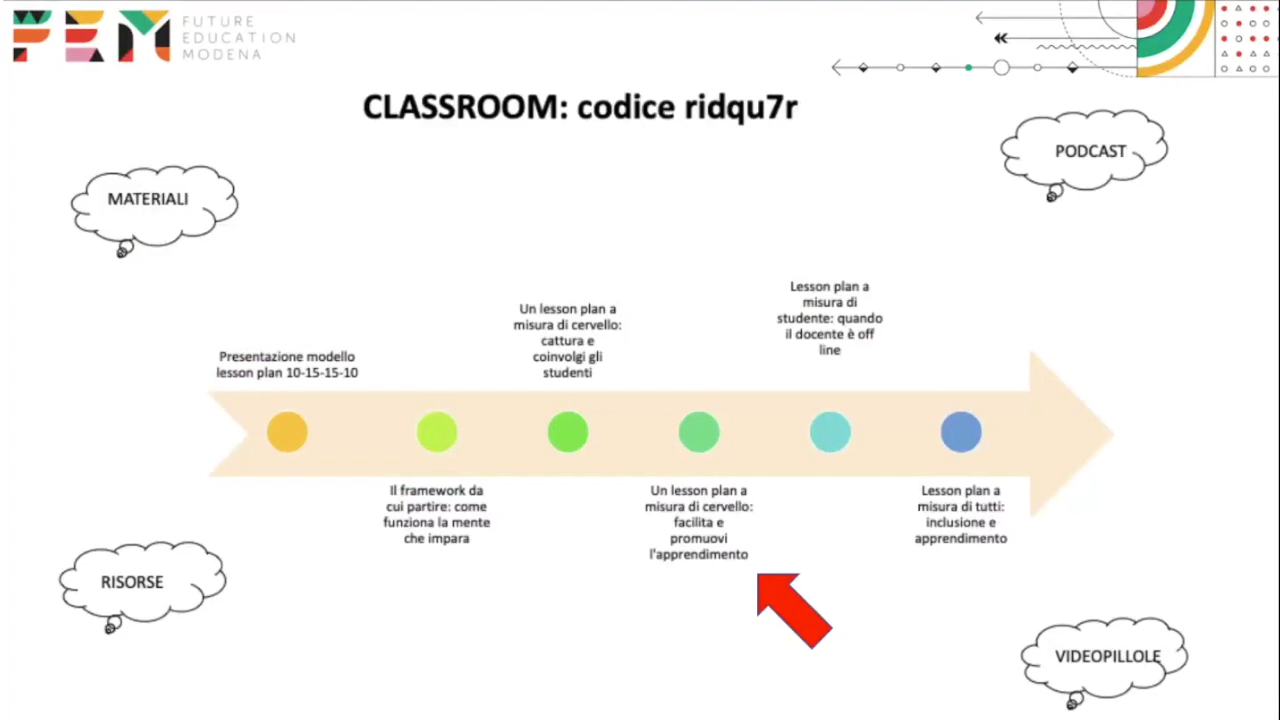 FEM FUTURE
EDUCATION
MODENA
CLASSROOM: codice ridqu7r
PODCAST
MATERIALI
Presentazione modello
lesson plan 10-15-15-10
Un lesson plan a
misura di cervello:
cattura e
coinvolgi gli
studenti
Lesson plan a
misura di
studente: quando
il docente è off
line
Il framework da
cui partire: come
funziona la mente
che impara
Un lesson plan a
misura di cervello:
facilita e
promuovi
l'apprendimento
Lesson plan a
misura di tutti:
inclusione e
apprendimento
RISORSE
VIDEOPILLOLE